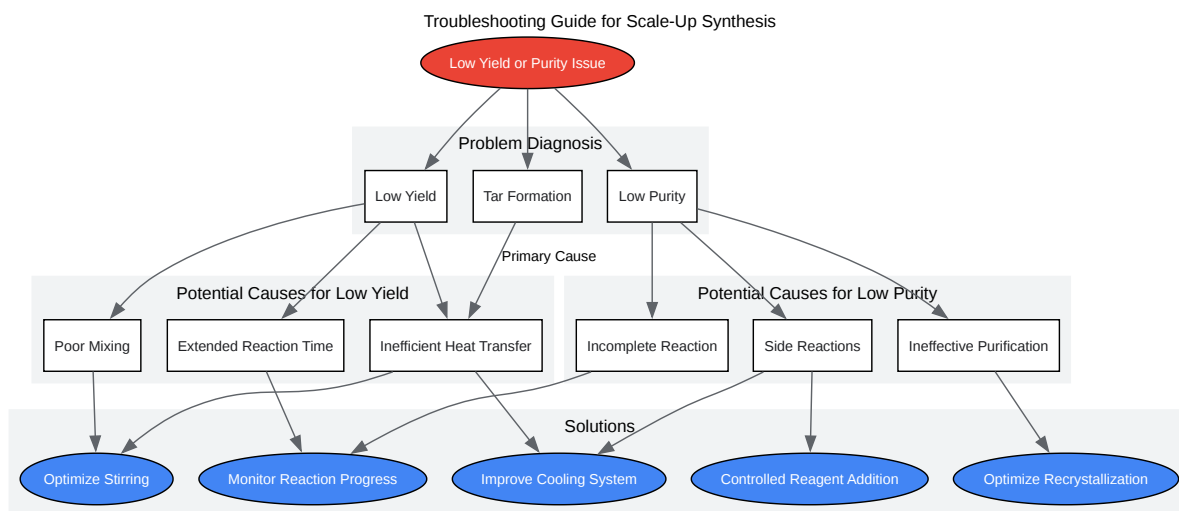 Troubleshooting Guide for Scale-Up Synthesis
Low Yield or Purity Issue
Problem Diagnosis
Low Yield
Tar Formation
Low Purity
Primary Cause
Potential Causes for Low Yield
Potential Causes for Low Purity
Poor Mixing
Extended Reaction Time
Inefficient Heat Transfer
Incomplete Reaction
Side Reactions
Ineffective Purification
Solutions
Optimize Stirring
Monitor Reaction Progress
Improve Cooling System
Controlled Reagent Addition
Optimize Recrystallization